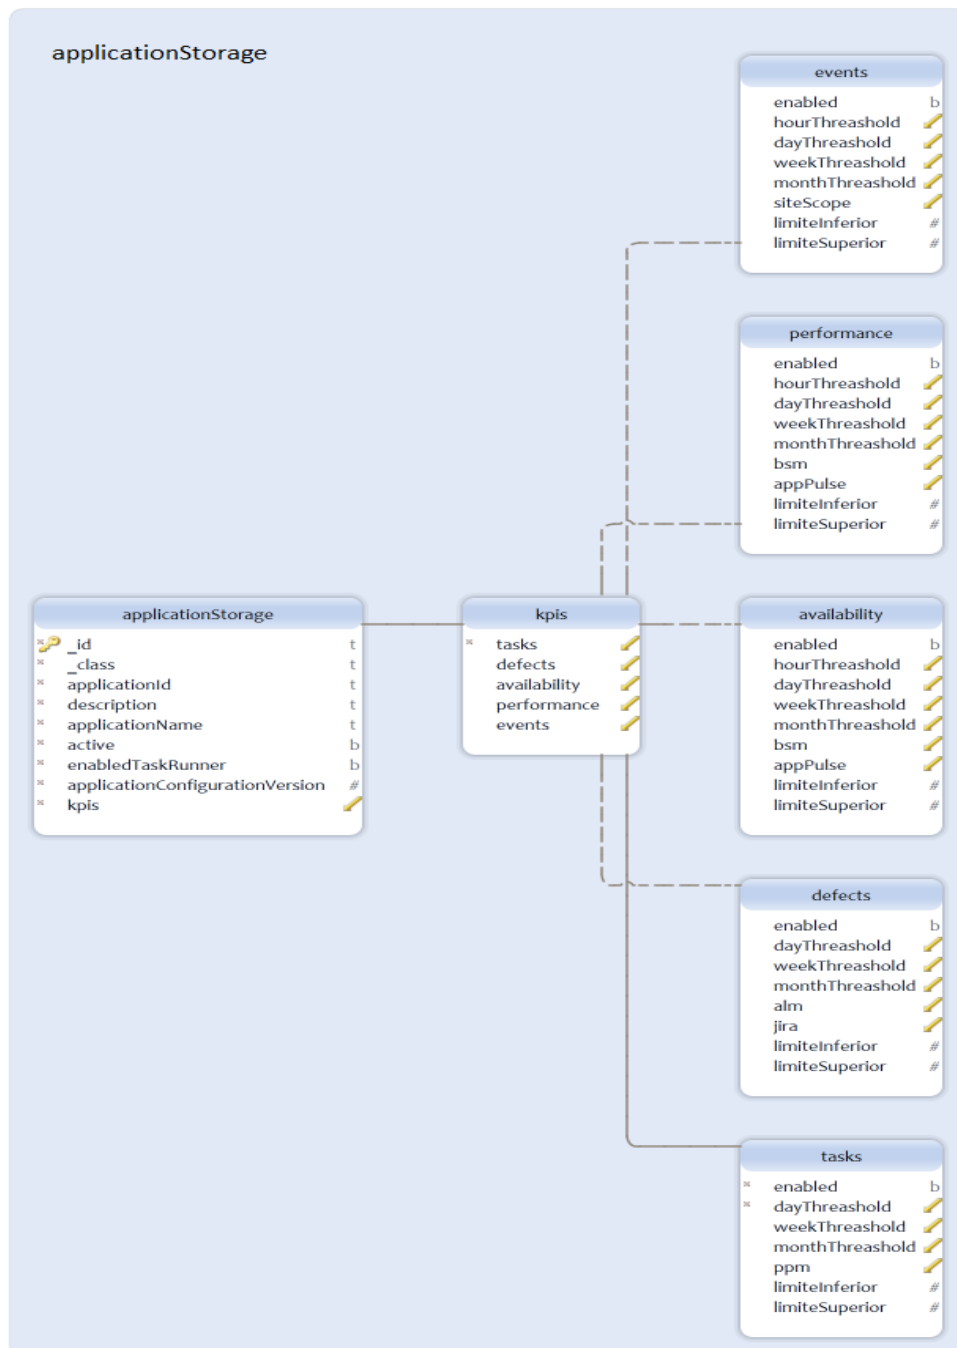 applicationStorage
events
enabled b
hourThreashold
dayThreashold
weekThreashold
monthThreashold
siteScope
limiteInferior #
limiteSuperior #
performance
enabled b
hourThreashold
dayThreashold
weekThreashold
monthThreashold
bsm
appPulse
limiteInferior #
limiteSuperior #
applicationStorage
* _id t
* _class t
* applicationId t
* description t
* applicationName t
* active b
* enabledTaskRunner b
* applicationConfigurationVersion #
* kpis
kpis
* tasks
defects
availability
performance
events
availability
enabled b
hourThreashold
dayThreashold
weekThreashold
monthThreashold
bsm
appPulse
limiteInferior #
limiteSuperior #
defects
enabled b
dayThreashold
weekThreashold
monthThreashold
alm
jira
limiteInferior #
limiteSuperior #
tasks
* enabled b
* dayThreashold
weekThreashold
monthThreashold
ppm
limiteInferior #
limiteSuperior #